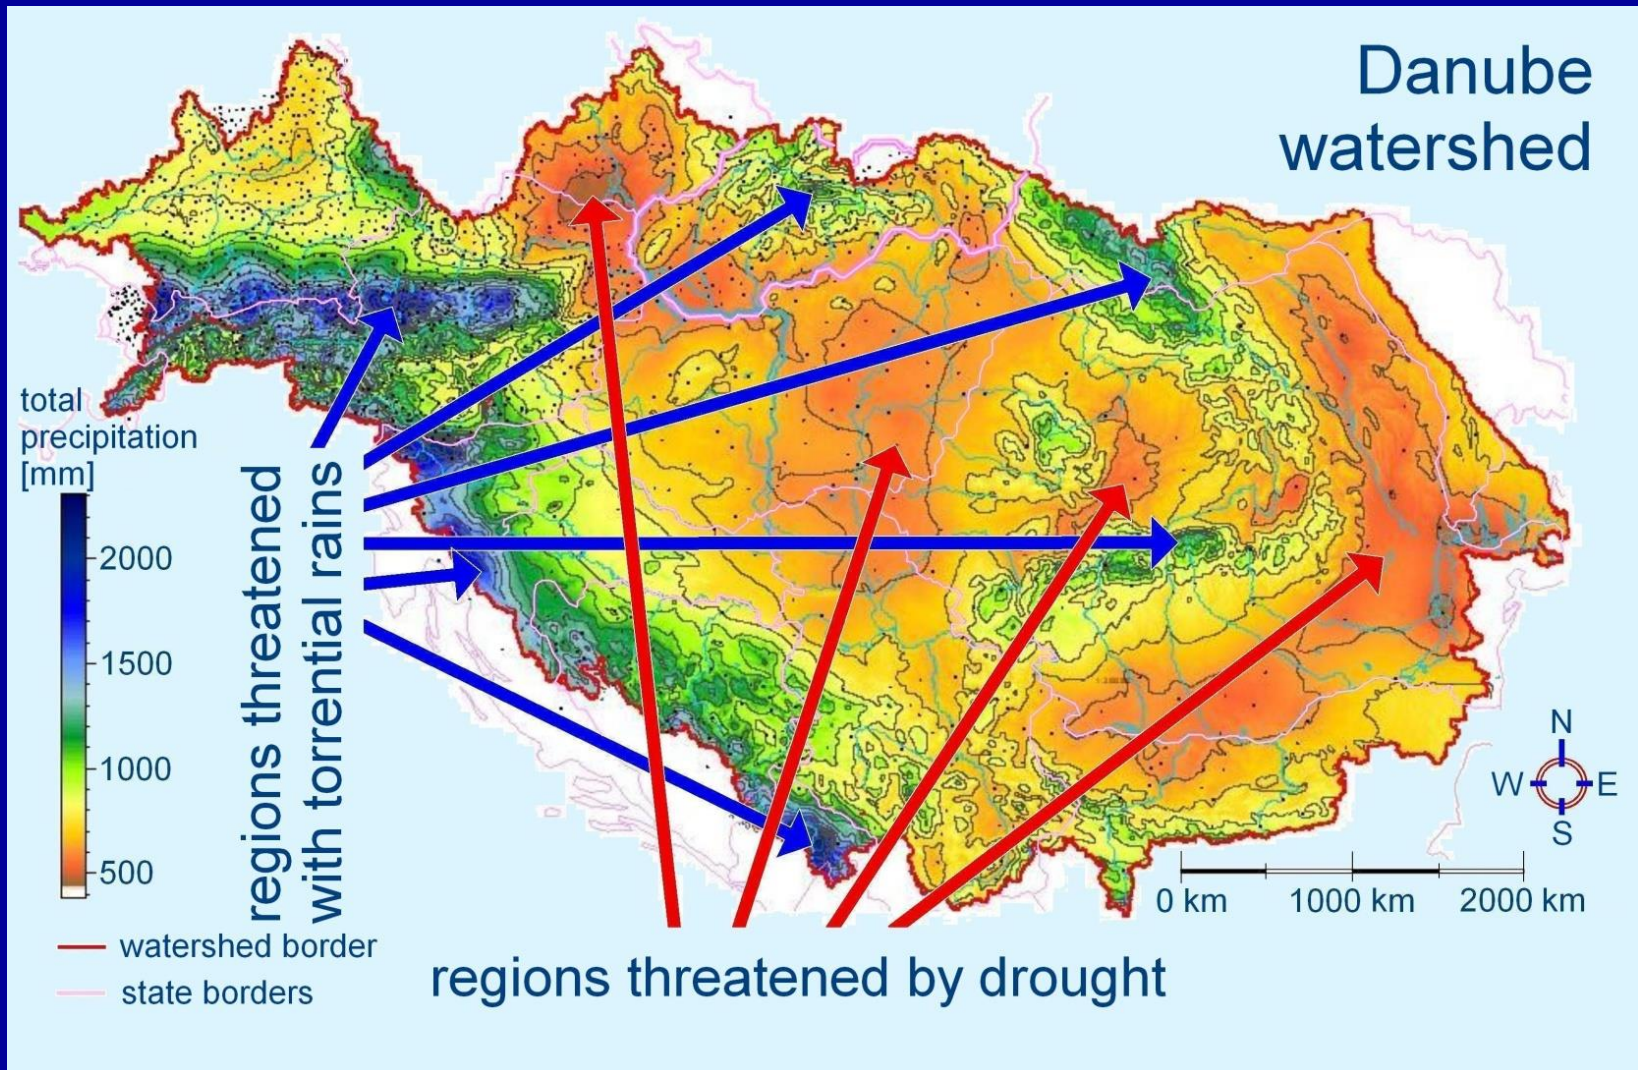 Danube
watershed
total
precipitation
[mm]
2000
1500
1000
500
regions threatened
with torrential rains
watershed border
state borders
regions threatened by drought
N
W E
S
0 km 1000 km 2000 km